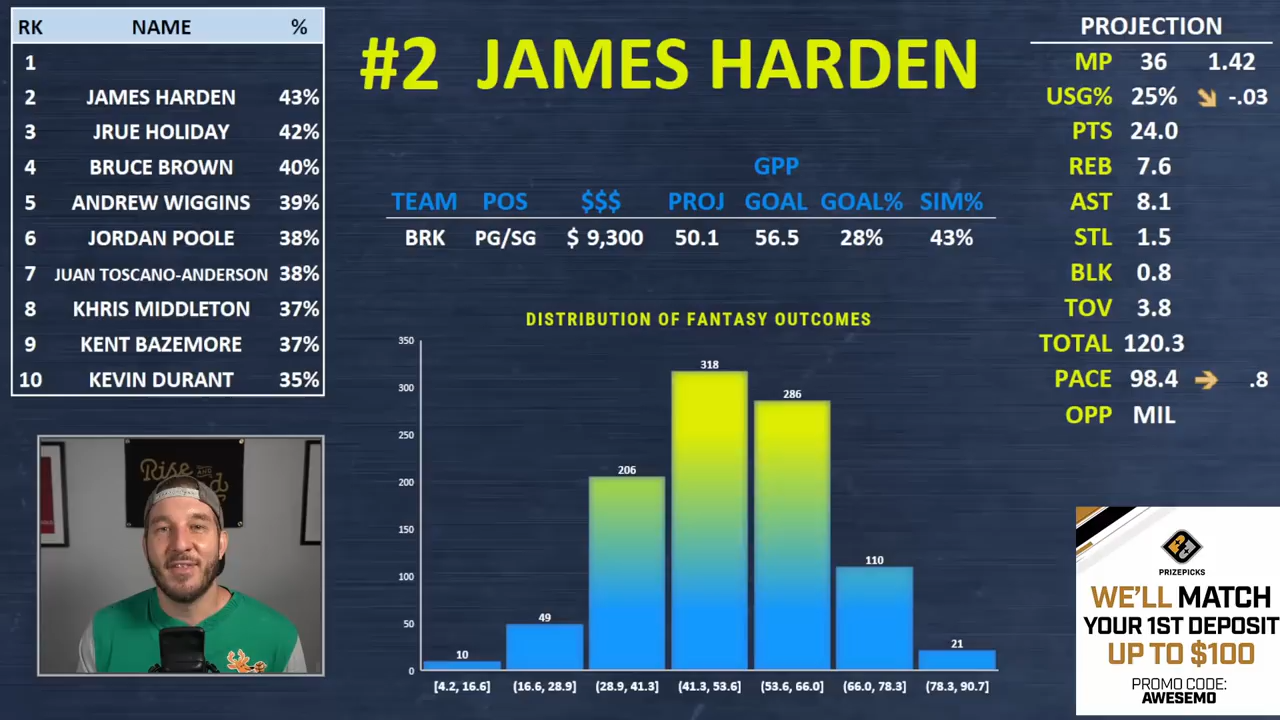 RK NAME %
1
2 JAMES HARDEN 43%
3 JRUE HOLIDAY 42%
4 BRUCE BROWN 40%
5 ANDREW WIGGINS 39%
6 JORDAN POOLE 38%
7 JUAN TOSCANO-ANDERSON 38%
8 KHRIS MIDDLETON 37%
9 KENT BAZEMORE 37%
10 KEVIN DURANT 35%
#2 JAMES HARDEN
GPP
TEAM POS $$$ PROJ GOAL GOAL% SIM%
BRK PG/SG $ 9,300 50.1 56.5 28% 43%
DISTRIBUTION OF FANTASY OUTCOMES
350
300
250
200
150
100
50
0
10
49
206
318
286
110
21
[4.2, 16.6]
(16.6, 28.9]
(28.9, 41.3]
(41.3, 53.6]
(53.6, 66.0]
(66.0, 78.3]
(78.3, 90.7]
PROJECTION
MP 36 1.42
USG% 25% -.03
PTS 24.0
REB 7.6
AST 8.1
STL 1.5
BLK 0.8
TOV 3.8
TOTAL 120.3
PACE 98.4 .8
OPP MIL
Rise
AND
PRIZEPICKS
WE'LL MATCH
YOUR 1ST DEPOSIT
UP TO $100
PROMO CODE:
AWESEMO